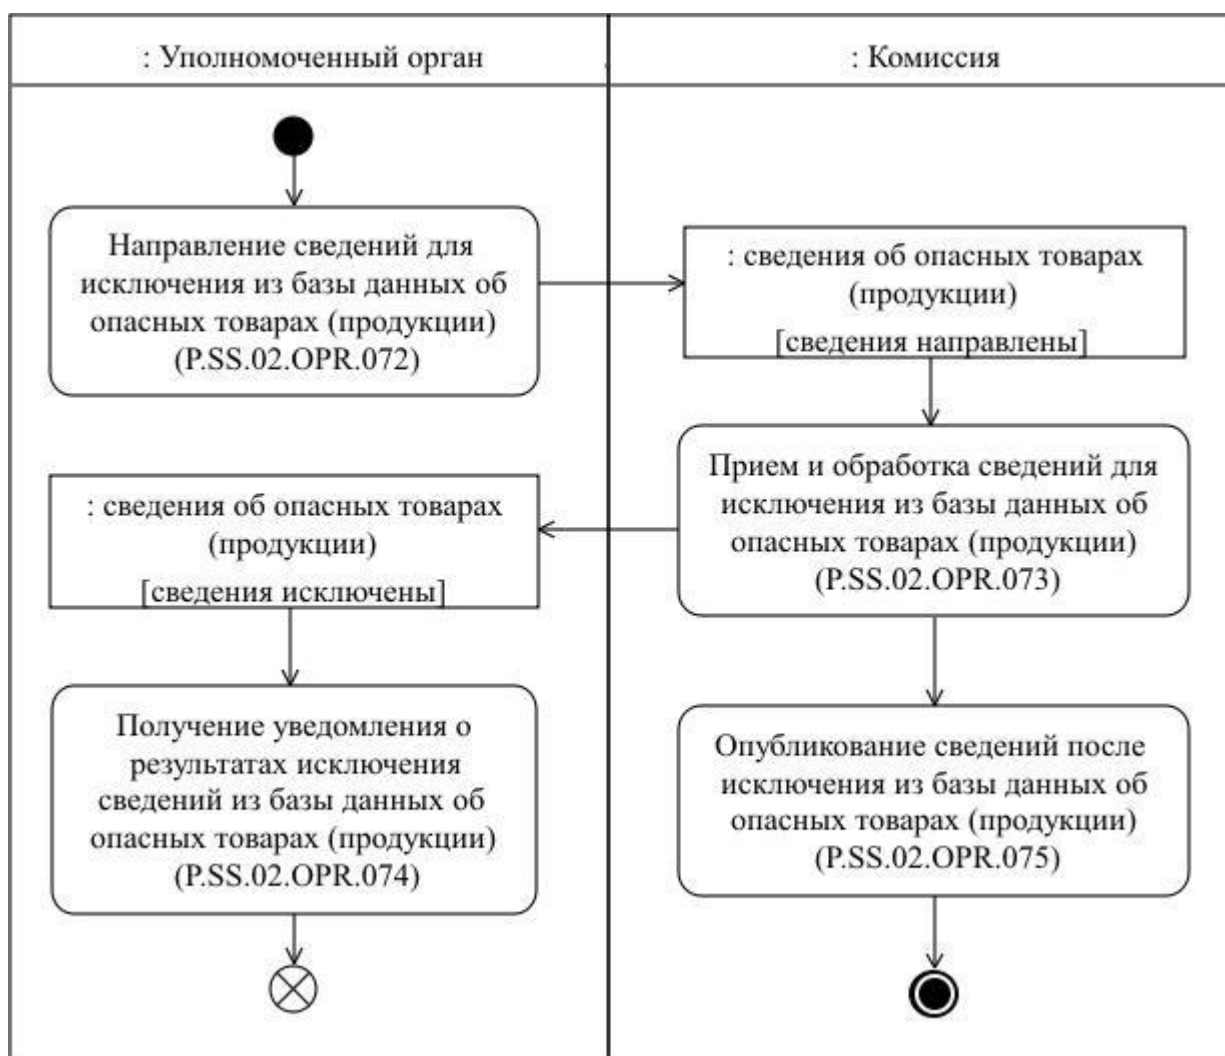 : Уполномоченный орган
: Комиссия
Направление сведений для
исключения из базы данных об
опасных товарах (продукции)
(P.SS.02.OPR.072)
: сведения об опасных товарах
(продукции)
[сведения направлены]
Прием и обработка сведений для
исключения из базы данных об
опасных товарах (продукции)
(P.SS.02.OPR.073)
: сведения об опасных товарах
(продукции)
[сведения исключены]
Получение уведомления о
результатах исключения
сведений из базы данных об
опасных товарах (продукции)
(P.SS.02.OPR.074)
Опубликование сведений после
исключения из базы данных об
опасных товарах (продукции)
(P.SS.02.OPR.075)